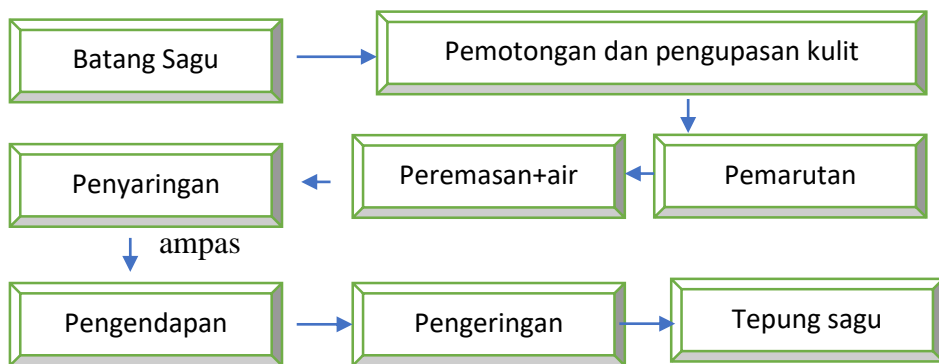 Batang Sagu
Pemotongan dan pengupasan kulit
Pemarutan
Peremasan+air
Penyaringan
ampas
Pengendapan
Pengeringan
Tepung sagu